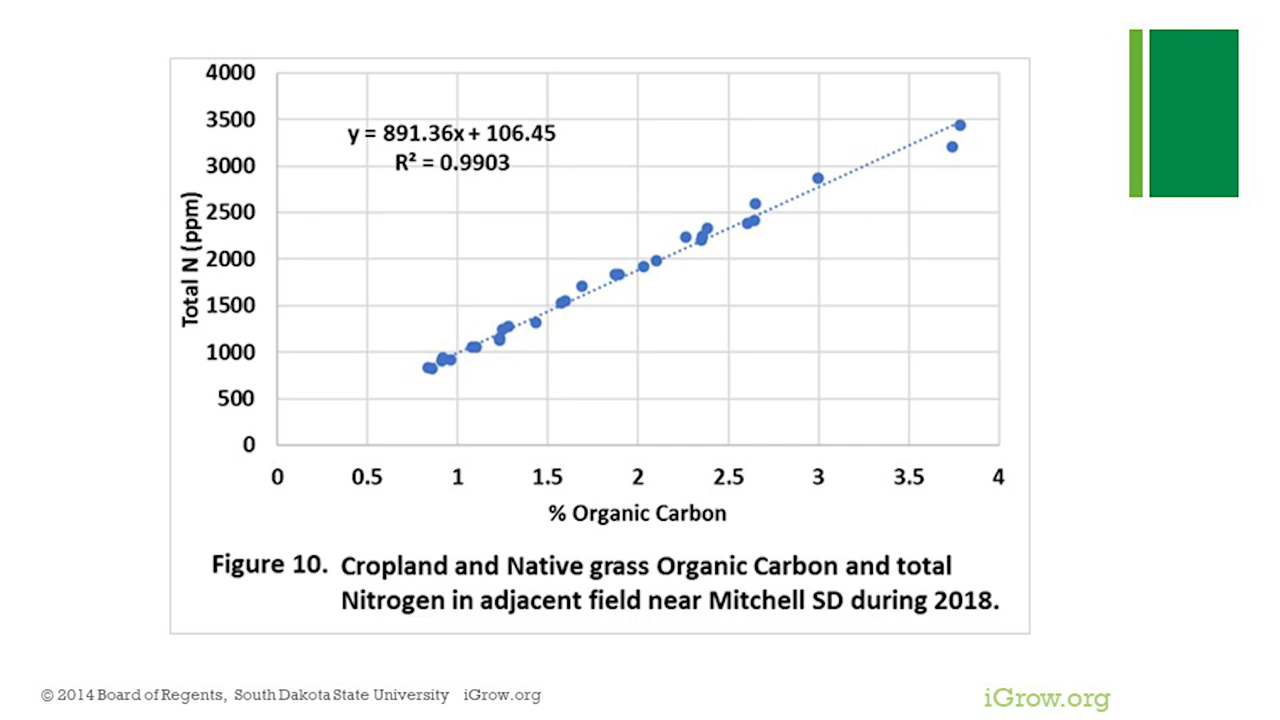 4000
3500
3000
2500
2000
1500
1000
500
0
Total N (ppm)
y = 891.36x + 106.45
R² = 0.9903
0 0.5 1 1.5 2 2.5 3 3.5 4
% Organic Carbon
Figure 10. Cropland and Native grass Organic Carbon and total
Nitrogen in adjacent field near Mitchell SD during 2018.
© 2014 Board of Regents, South Dakota State University iGrow.org
iGrow.org